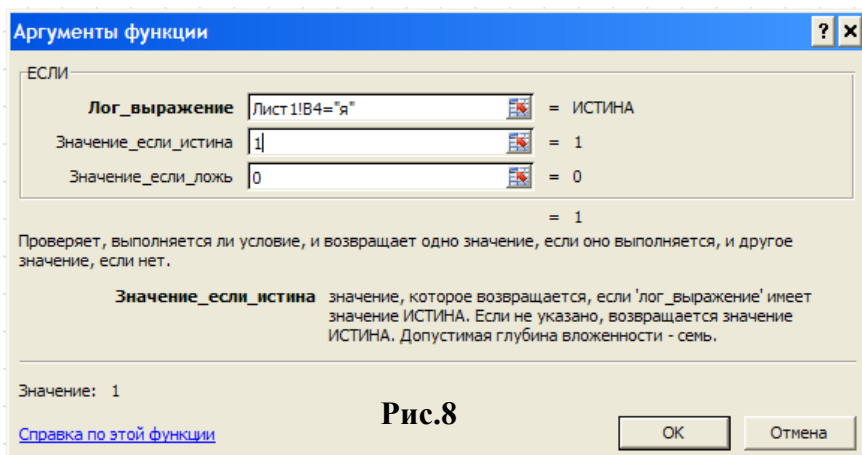 Аргументы функции
ЕСЛИ
Лог_выражение Лист1!B4="я" = ИСТИНА
Значение_если_истина 1 = 1
Значение_если_ложь 0 = 0
= 1
Проверяет, выполняется ли условие, и возвращает одно значение, если оно выполняется, и другое
значение, если нет.
Значение_если_истина значение, которое возвращается, если 'лог_выражение' имеет
значение ИСТИНА. Если не указано, возвращается значение
ИСТИНА. Допустимая глубина вложенности - семь.
Значение: 1
Рис.8
Справка по этой функции OK Отмена